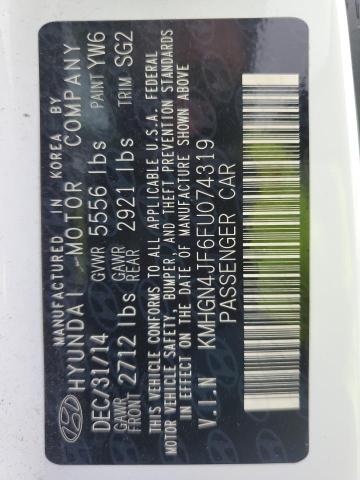 MANUFACTURED IN KOREA BY
HYUNDAI -MOTOR COMPANY
DEC/31/14 GVWR 5556 lbs PAINT YW6
GAWR FRONT 2712 lbs GAWR REAR 2921 lbs TRIM SG2
THIS VEHICLE CONFORMS TO ALL APPLICABLE U.S.A. FEDERAL
MOTOR VEHICLE SAFETY, BUMPER, AND THEFT PREVENTION STANDARDS
IN EFFECT ON THE DATE OF MANUFACTURE SHOWN ABOVE
V.I.N KMHGN4JF6FU074319
PASSENGER CAR